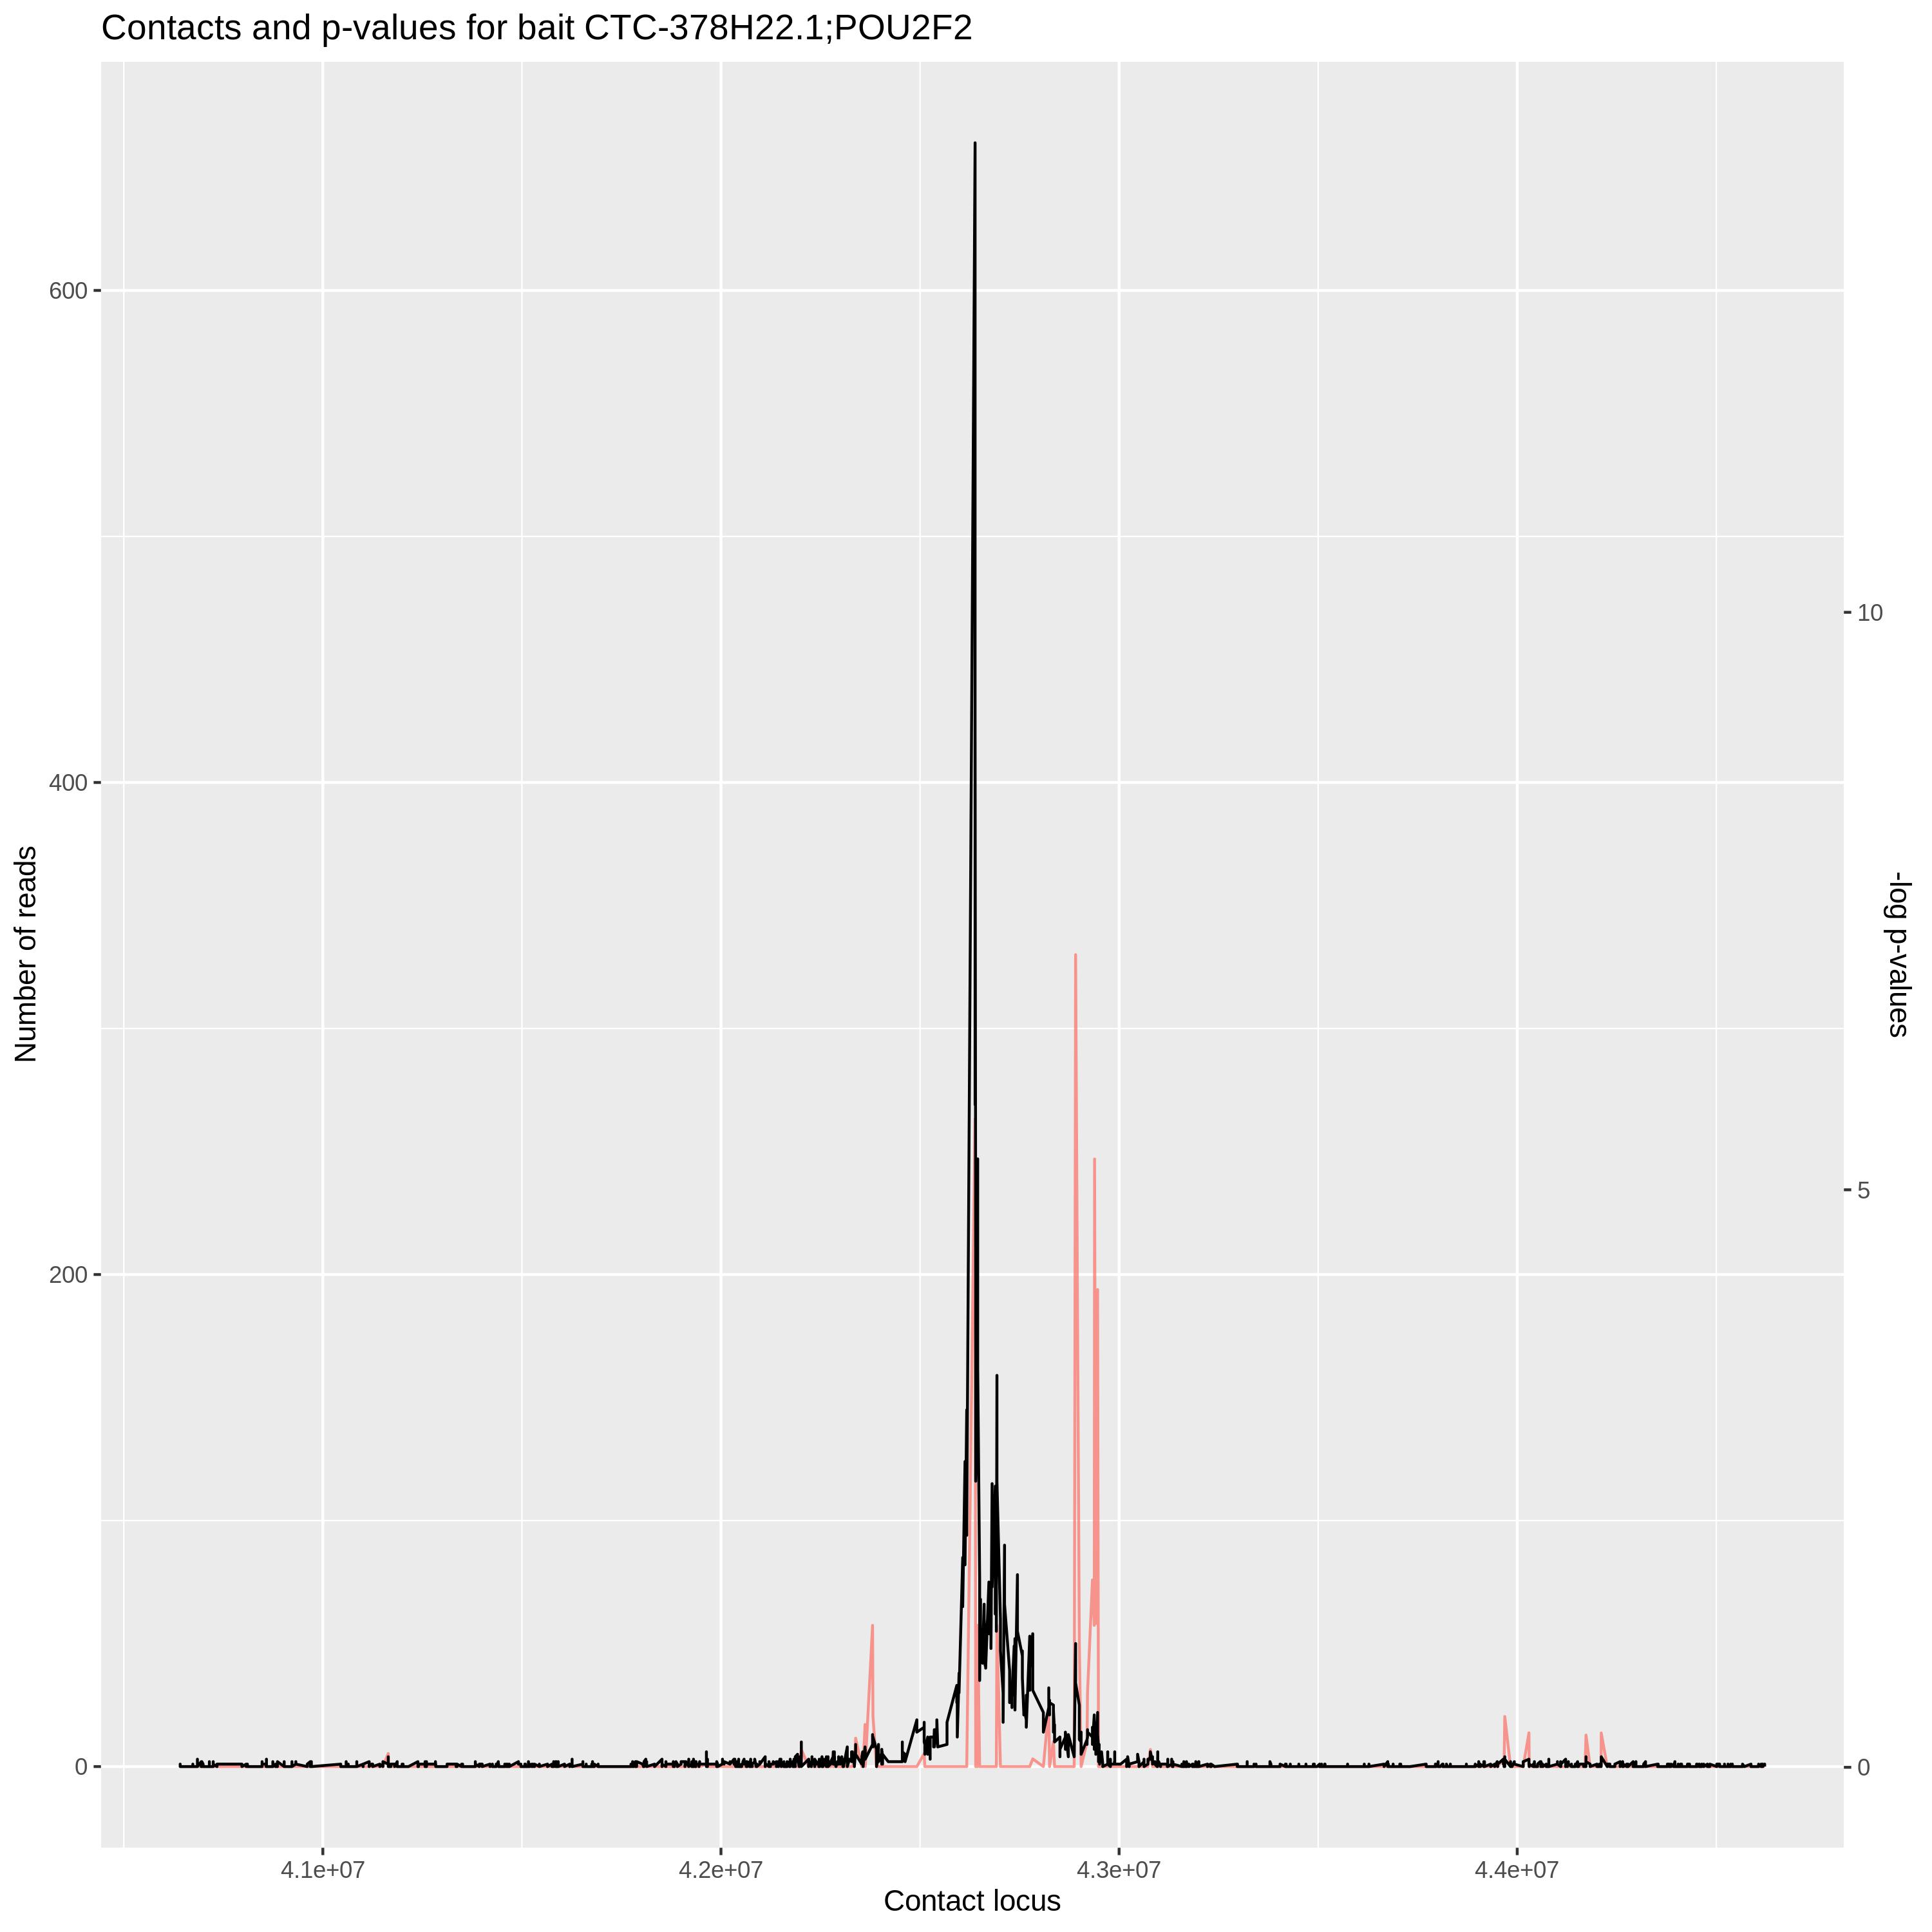 Contacts and p-values for bait CTC-378H22.1;POU2F2
Number of reads
600
400
200
0
10
5
0
-log p-values
4.1e+07
4.2e+07
4.3e+07
4.4e+07
Contact locus